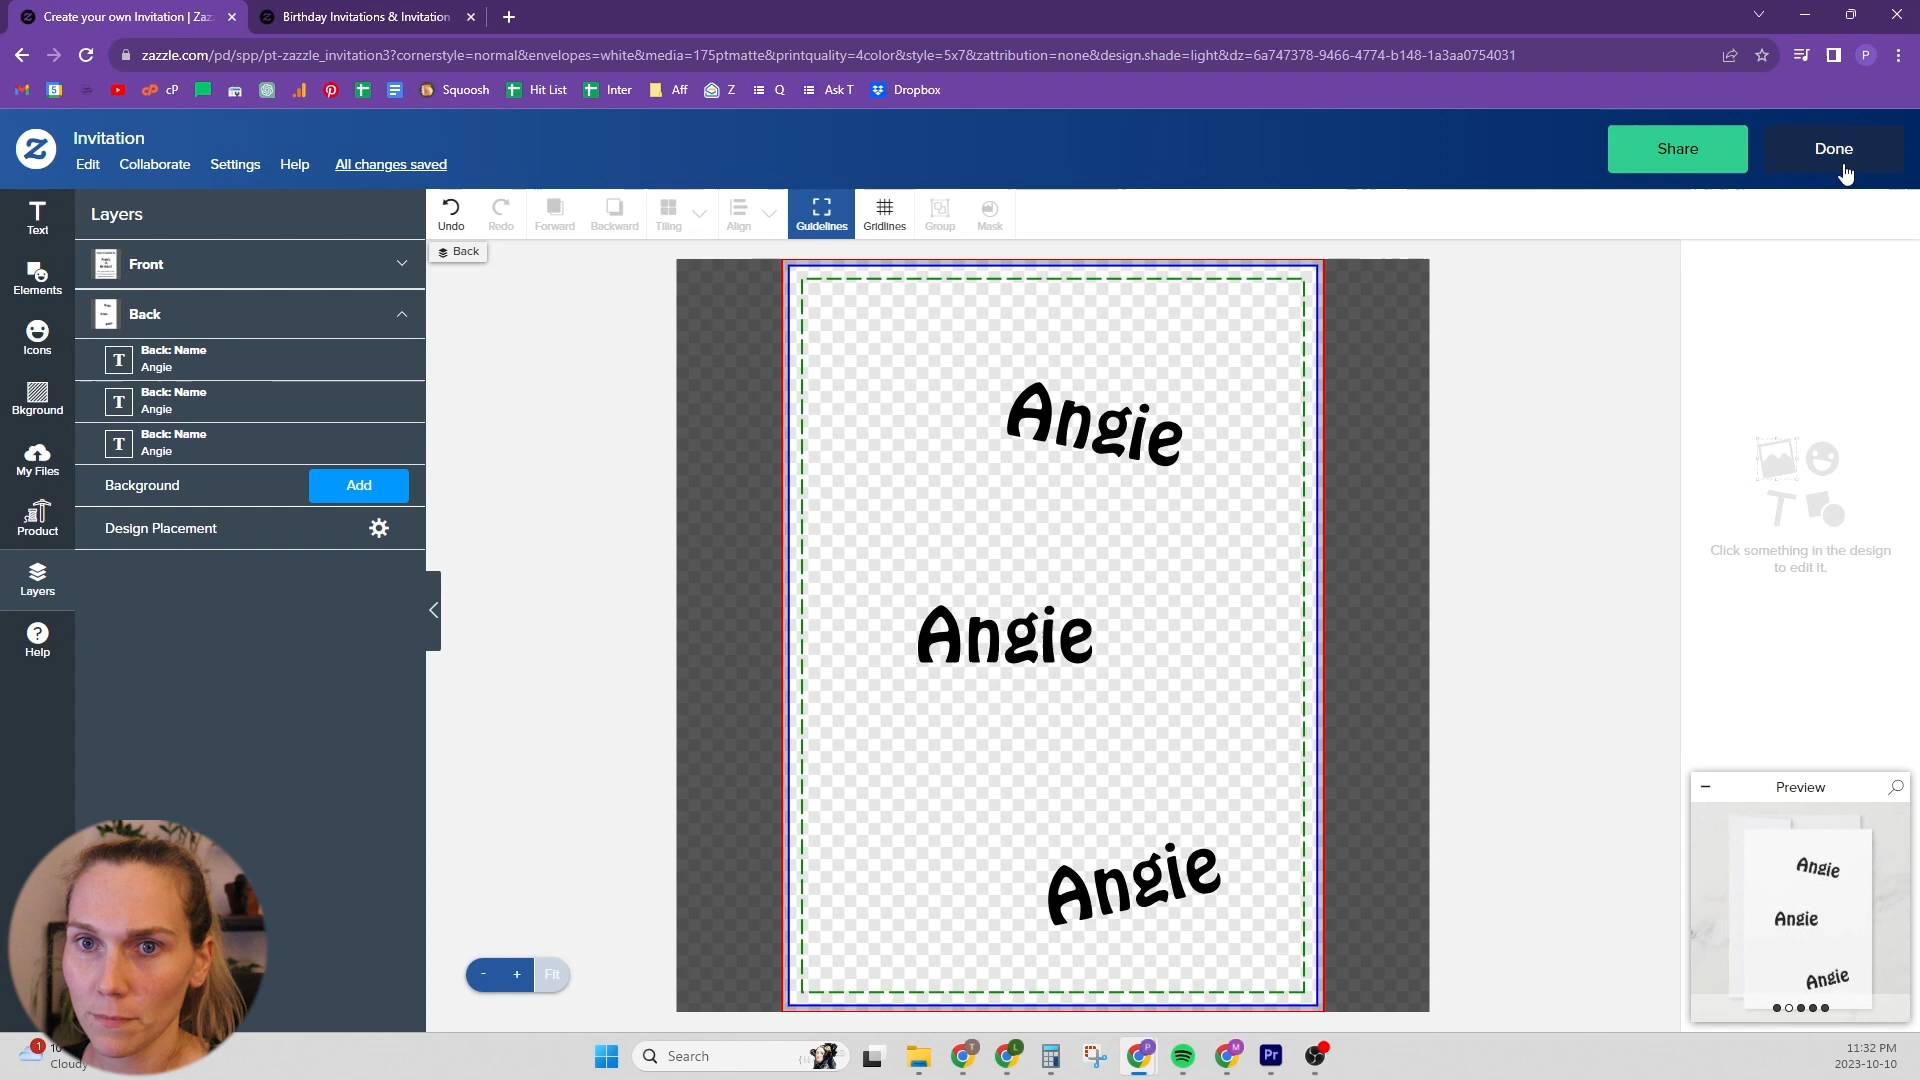 Create your own Invitation | Zaz
Birthday Invitations & Invitation
zazzle.com/pd/spp/pt-zazzle_invitation3?cornerstyle=normal&envelopes=white&media=175ptmatte&printquality=4color&style=5x7&zattribution=none&design.shade=light&dz=6a747378-9466-4774-b148-1a3aa0754031
P
5
cP
Squoosh
Hit List
Inter
Aff
Z
Q
Ask T
Dropbox
Invitation
Edit
Collaborate
Settings
Help
All changes saved
Share
Done
Text
Elements
Icons
Bkground
My Files
Product
Layers
Help
Layers
Front
Back
T
Back: Name
Angie
T
Back: Name
Angie
T
Back: Name
Angie
Background
Add
Design Placement
Undo
Redo
Forward
Backward
Tiling
Align
Guidelines
Gridlines
Group
Mask
Back
Angie
Angie
Angie
- + Fit
Click something in the design
to edit it.
Preview
Angie
Angie
Angie
1
Cloudy
Search
T
L
P
M
Pr
11:32 PM
2023-10-10